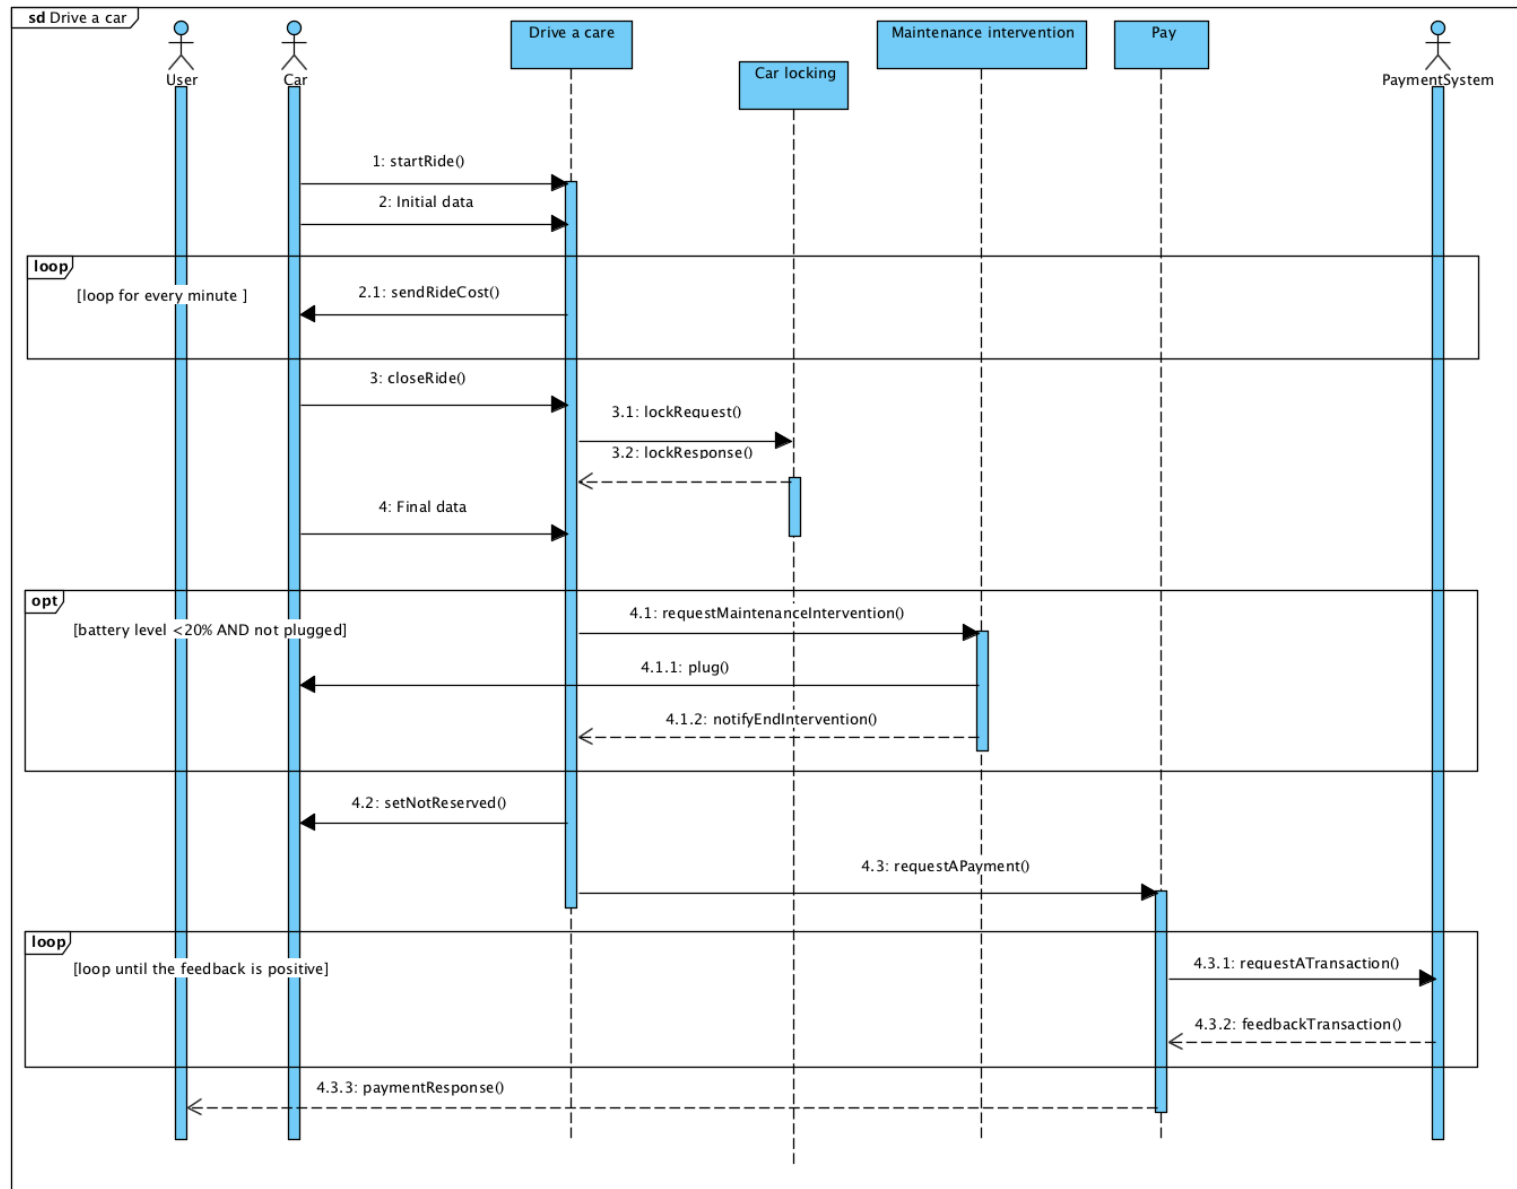 sd Drive a car
User
Car
Drive a care
Car locking
Maintenance intervention
Pay
PaymentSystem
1: startRide()
2: Initial data
loop
[loop for every minute ]
2.1: sendRideCost()
3: closeRide()
3.1: lockRequest()
3.2: lockResponse()
4: Final data
opt
[battery level <20% AND not plugged]
4.1: requestMaintenanceIntervention()
4.1.1: plug()
4.1.2: notifyEndIntervention()
4.2: setNotReserved()
4.3: requestAPayment()
loop
[loop until the feedback is positive]
4.3.1: requestATransaction()
4.3.2: feedbackTransaction()
4.3.3: paymentResponse()